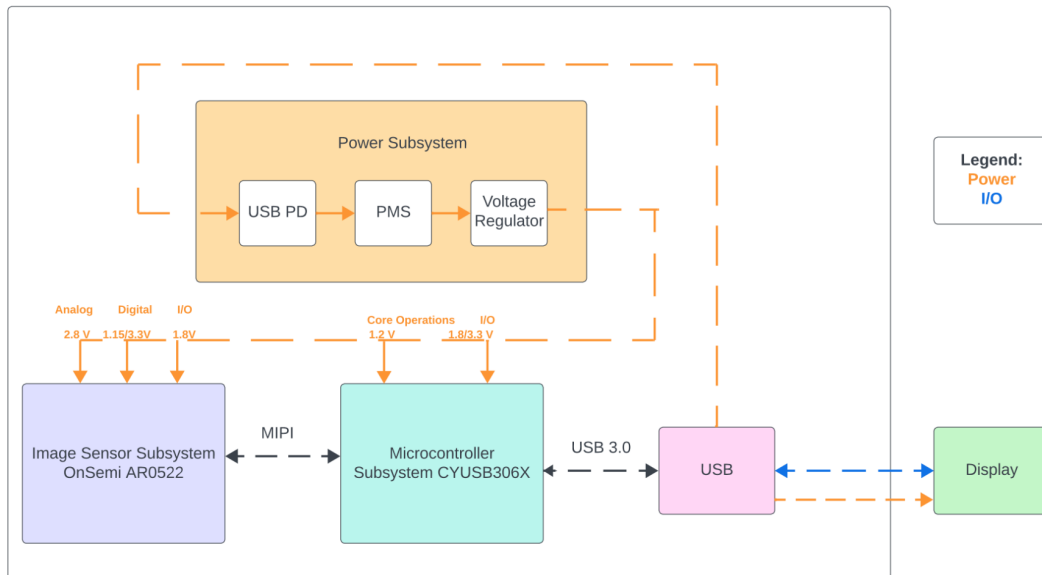 Power Subsystem
USB PD
PMS
Voltage
Regulator
Legend:
Power
I/O
Analog
Digital
I/O
2.8 V
1.15/3.3V
1.8V
Core Operations
I/O
1.2 V
1.8/3.3 V
Image Sensor Subsystem
OnSemi AR0522
MIPI
Microcontroller
Subsystem CYUSB306X
USB 3.0
USB
Display